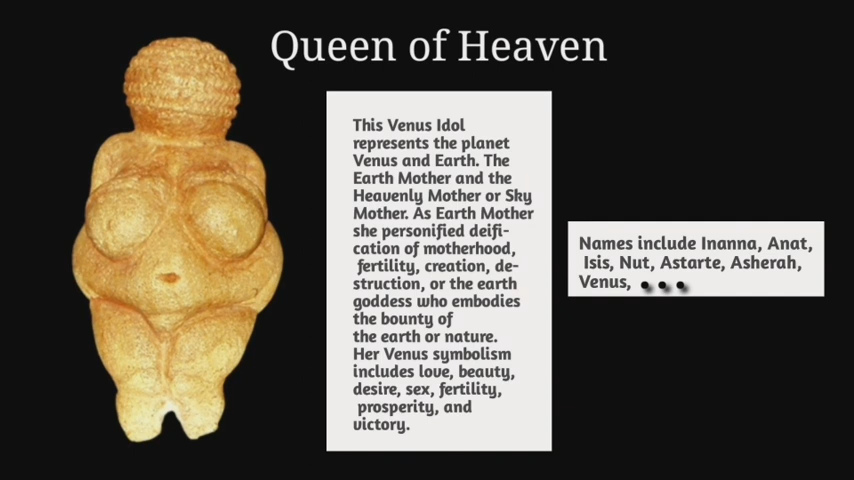 Queen of Heaven
This Venus Idol
represents the planet
Venus and Earth. The
Earth Mother and the
Heavenly Mother or Sky
Mother. As Earth Mother
she personified deifi-
cation of motherhood,
fertility, creation, de-
struction, or the earth
goddess who embodies
the bounty of
the earth or nature.
Her Venus symbolism
includes love, beauty,
desire, sex, fertility,
prosperity, and
victory.
Names include Inanna, Anat,
Isis, Nut, Astarte, Asherah,
Venus, ...